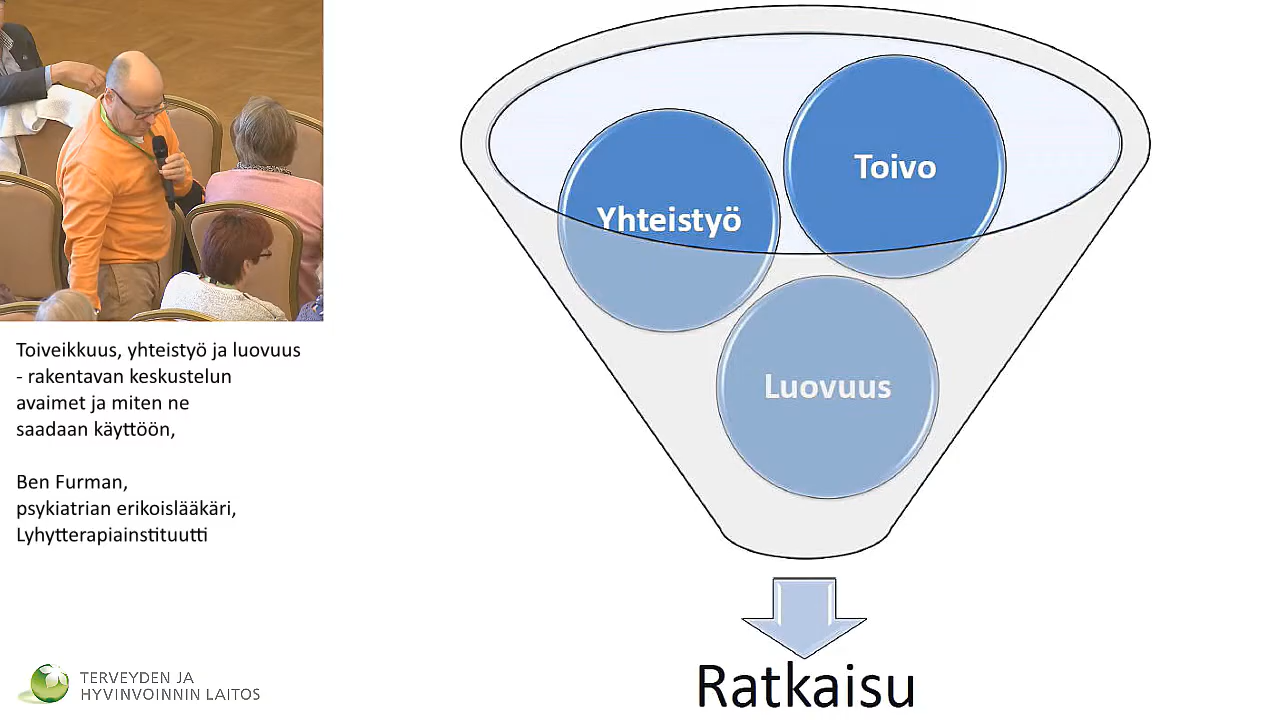 Toiveikkuus, yhteistyö ja luovuus
- rakentavan keskustelun
avaimet ja miten ne
saadaan käyttöön,
Ben Furman,
psykiatrian erikoislääkäri,
Lyhytterapiainstituutti
TERVEYDEN JA
HYVINVOINNIN LAITOS
Toivo
Yhteistyö
Luovuus
Ratkaisu